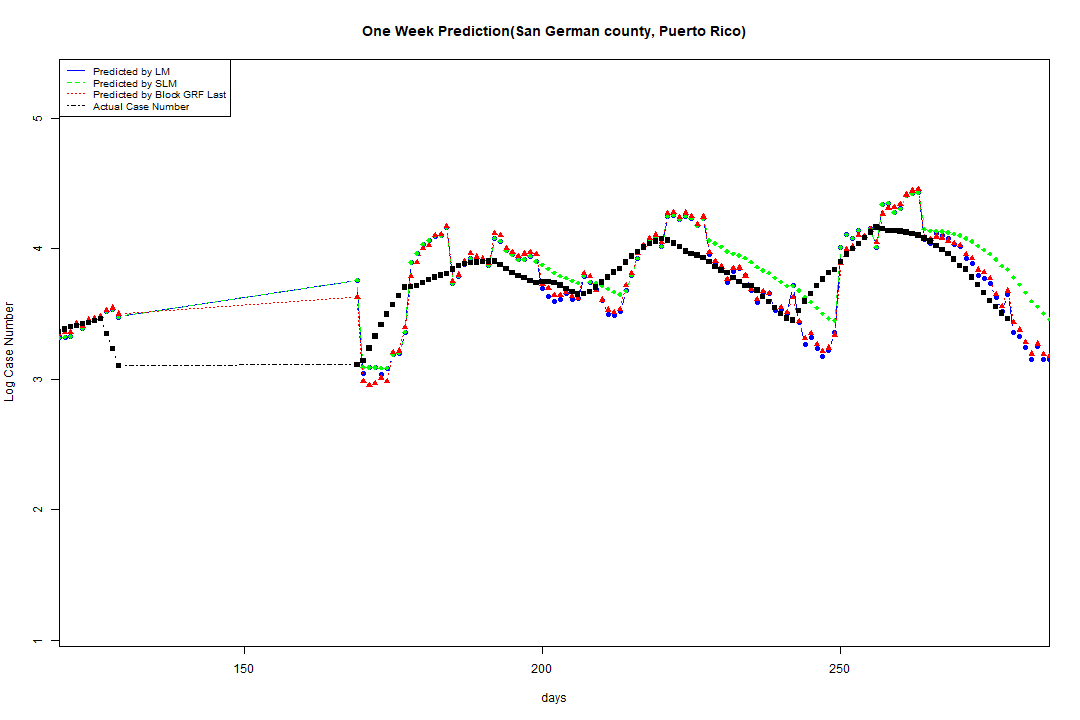 One Week Prediction(San German county, Puerto Rico)
Predicted by LM
Predicted by SLM
Predicted by Block GRF Last
Actual Case Number
5
4
3
2
1
Log Case Number
150 200 250
days